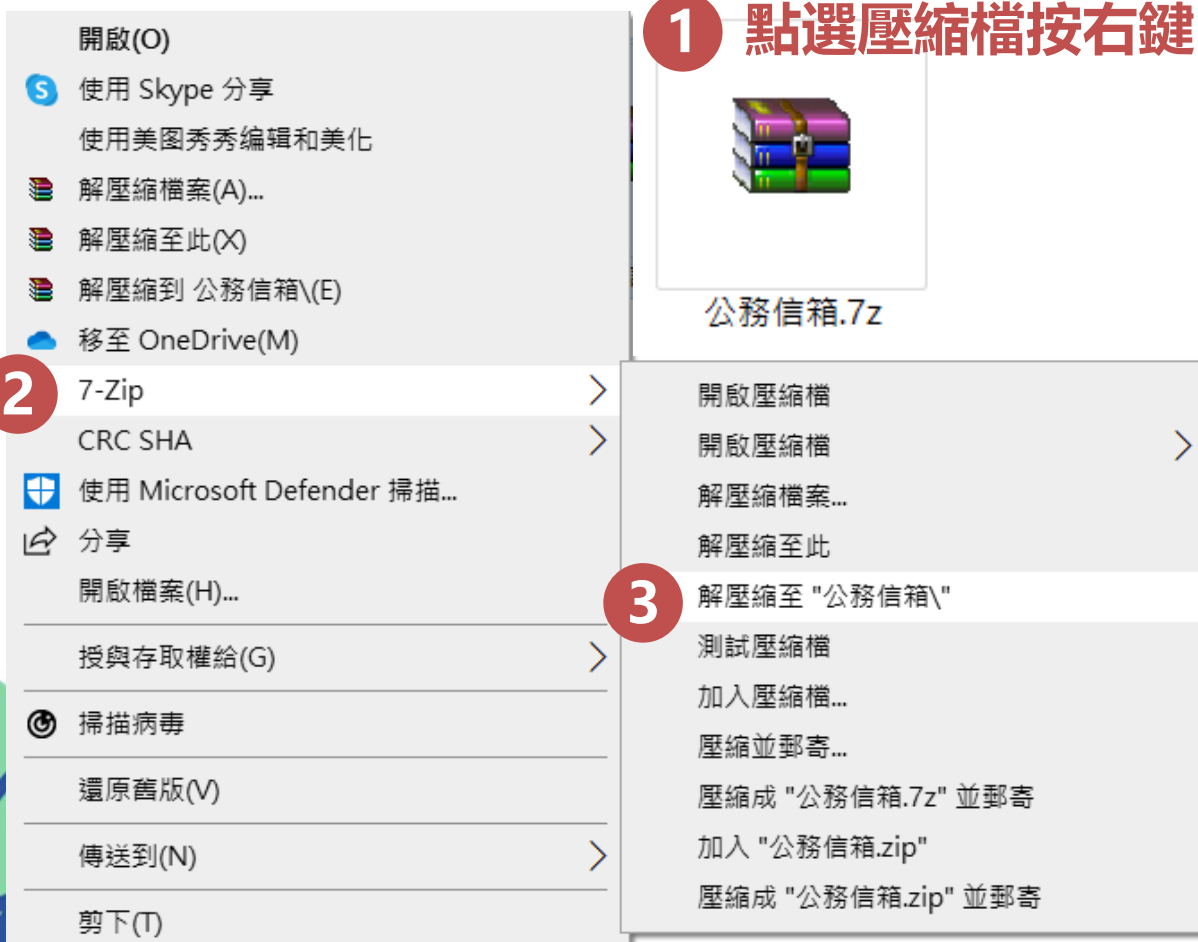 1 點選壓縮檔按右鍵
公務信箱.7z
開啟(O)
使用 Skype 分享
使用美图秀秀编辑和美化
解壓縮檔案(A)...
解壓縮至此(X)
解壓縮到 公務信箱\(E)
移至 OneDrive(M)
2 7-Zip
CRC SHA
使用 Microsoft Defender 掃描...
分享
開啟檔案(H)...
授與存取權給(G)
掃描病毒
還原舊版(V)
傳送到(N)
剪下(T)
開啟壓縮檔
開啟壓縮檔
解壓縮檔案...
解壓縮至此
3 解壓縮至 "公務信箱\"
測試壓縮檔
加入壓縮檔...
壓縮並郵寄...
壓縮成 "公務信箱.7z" 並郵寄
加入 "公務信箱.zip"
壓縮成 "公務信箱.zip" 並郵寄